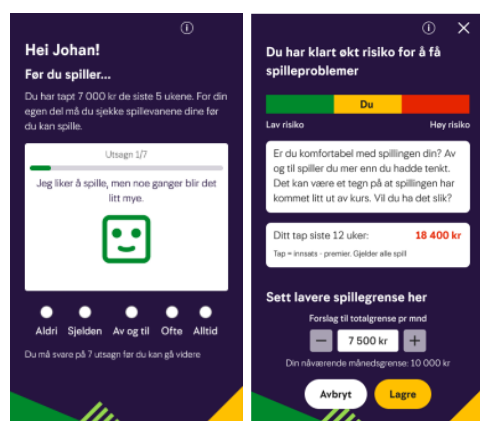 Hei Johan!
Før du spiller...
Du har tapt 7 000 kr de siste 5 ukene. For din
egen del må du sjekke spillevanene dine før
du kan spille.
Utsagn 1/7
Jeg liker å spille, men noe ganger blir det
litt mye.
Aldri Sjelden Av og til Ofte Alltid
Du må svare på 7 utsagn før du kan gå videre
Du har klart økt risiko for å få
spilleproblemer
Du
Lav risiko Høy risiko
Er du komfortabel med spillingen din? Av
og til spiller du mer enn du hadde tenkt.
Det kan være et tegn på at spillingen har
kommet litt ut av kurs. Vil du ha det slik?
Ditt tap siste 12 uker: 18 400 kr
Tap = innsats - premier. Gjelder alle spill
Sett lavere spillegrense her
Forslag til totalgrense pr mnd
7 500 kr
Din nåværende månedsgrense: 10 000 kr
Avbryt Lagre